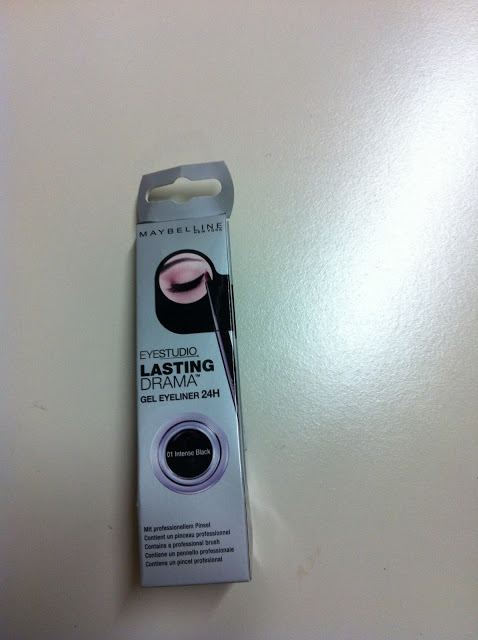 MAYBELLINE
NEW YORK
EYESTUDIO
LASTING
DRAMA™
GEL EYELINER 24H
01 Intense Black
Mit professionellem Pinsel
Contient un pinceau professionnel
Contains a professional brush
Contiene un pennello professionale
Contiene un pincel profesional